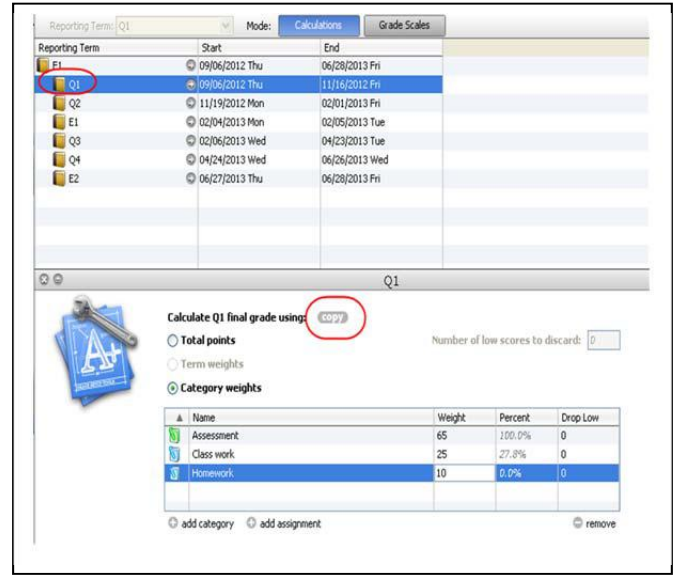 Reporting Term: Q1 Mode: Calculations Grade Scales
Reporting Term Start End
F1 09/06/2012 Thu 06/28/2013 Fri
Q1 09/06/2012 Thu 11/16/2012 Fri
Q2 11/19/2012 Mon 02/01/2013 Fri
E1 02/04/2013 Mon 02/05/2013 Tue
Q3 02/06/2013 Wed 04/23/2013 Tue
Q4 04/24/2013 Wed 06/26/2013 Wed
E2 06/27/2013 Thu 06/28/2013 Fri
Q1
Calculate Q1 final grade using: copy
Total points Number of low scores to discard: 0
Term weights
Category weights
Name Weight Percent Drop Low
Assessment 65 100.0% 0
Class work 25 27.8% 0
Homework 10 0.0% 0
add category add assignment remove
A+